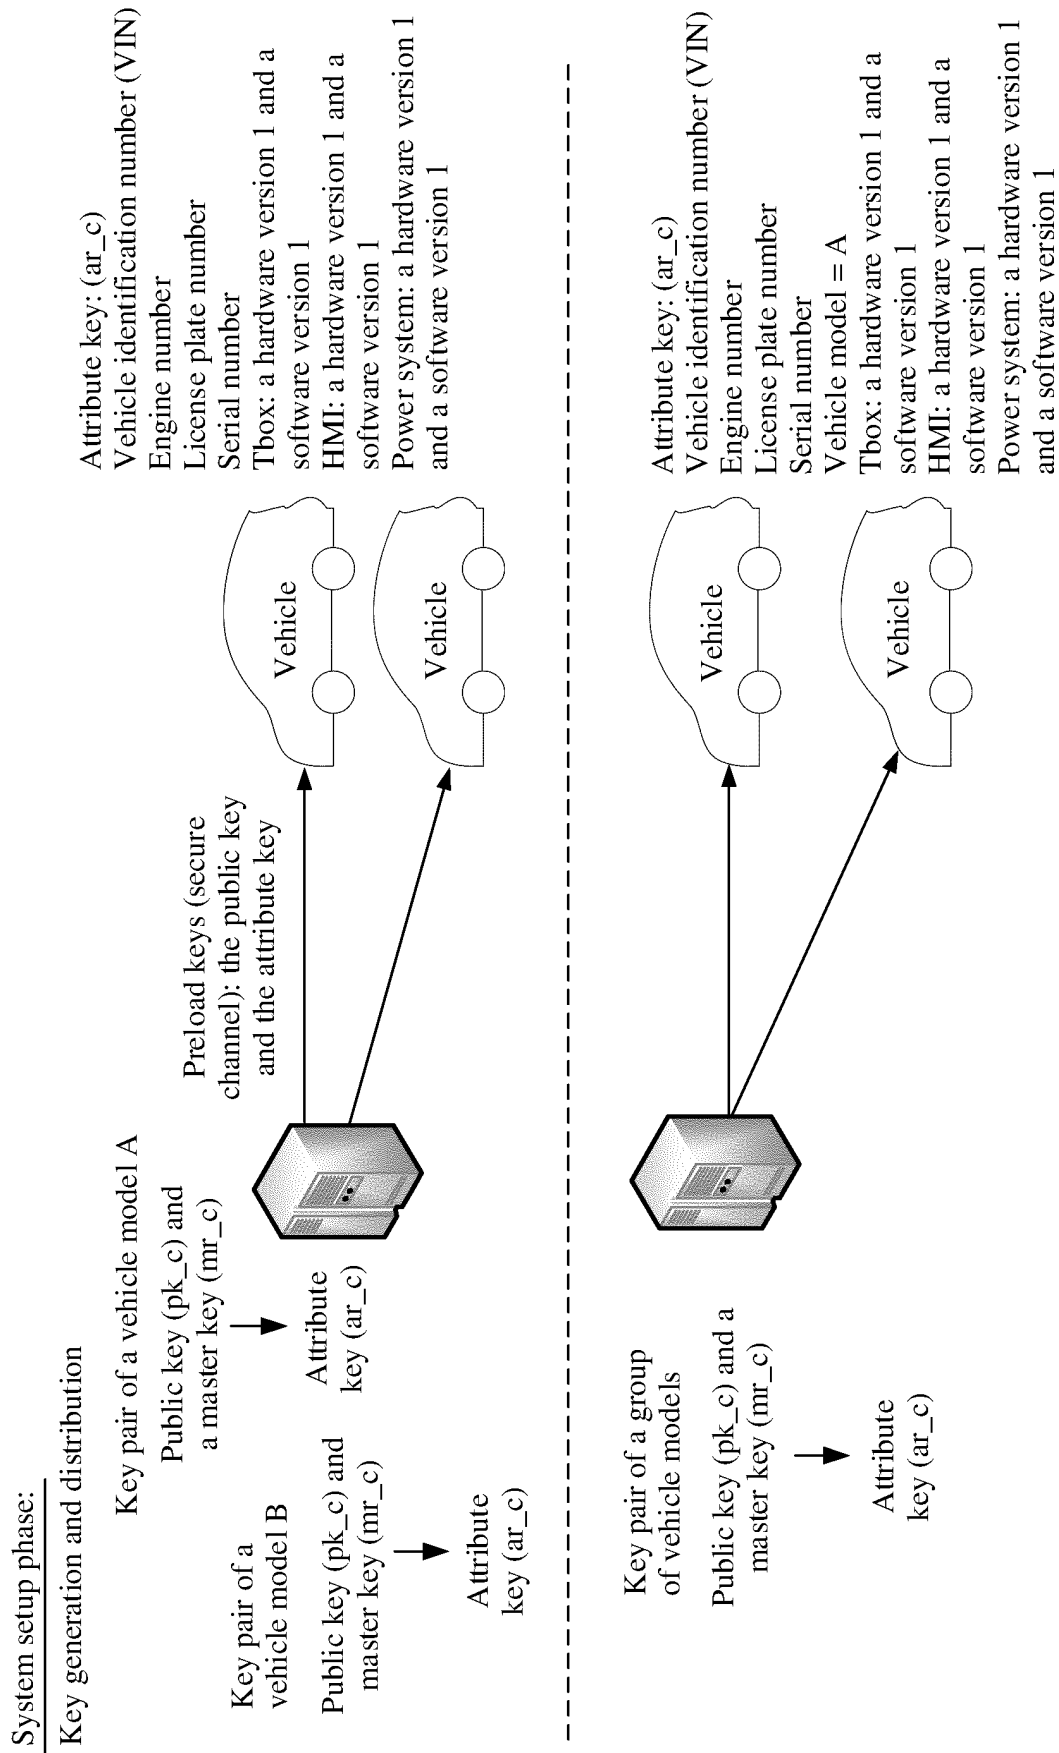 System setup phase:
Key generation and distribution
Key pair of a vehicle model A
Public key (pk_c) and
a master key (mr_c)
Attribute
key (ar_c)
Key pair of a
vehicle model B
Public key (pk_c) and
master key (mr_c)
Attribute
key (ar_c)
Preload keys (secure
channel): the public key
and the attribute key
Vehicle
Vehicle
Attribute key: (ar_c)
Vehicle identification number (VIN)
Engine number
License plate number
Serial number
Tbox: a hardware version 1 and a
software version 1
HMI: a hardware version 1 and a
software version 1
Power system: a hardware version 1
and a software version 1
Key pair of a group
of vehicle models
Public key (pk_c) and a
master key (mr_c)
Attribute
key (ar_c)
Vehicle
Vehicle
Attribute key: (ar_c)
Vehicle identification number (VIN)
Engine number
License plate number
Serial number
Vehicle model = A
Tbox: a hardware version 1 and a
software version 1
HMI: a hardware version 1 and a
software version 1
Power system: a hardware version 1
and a software version 1